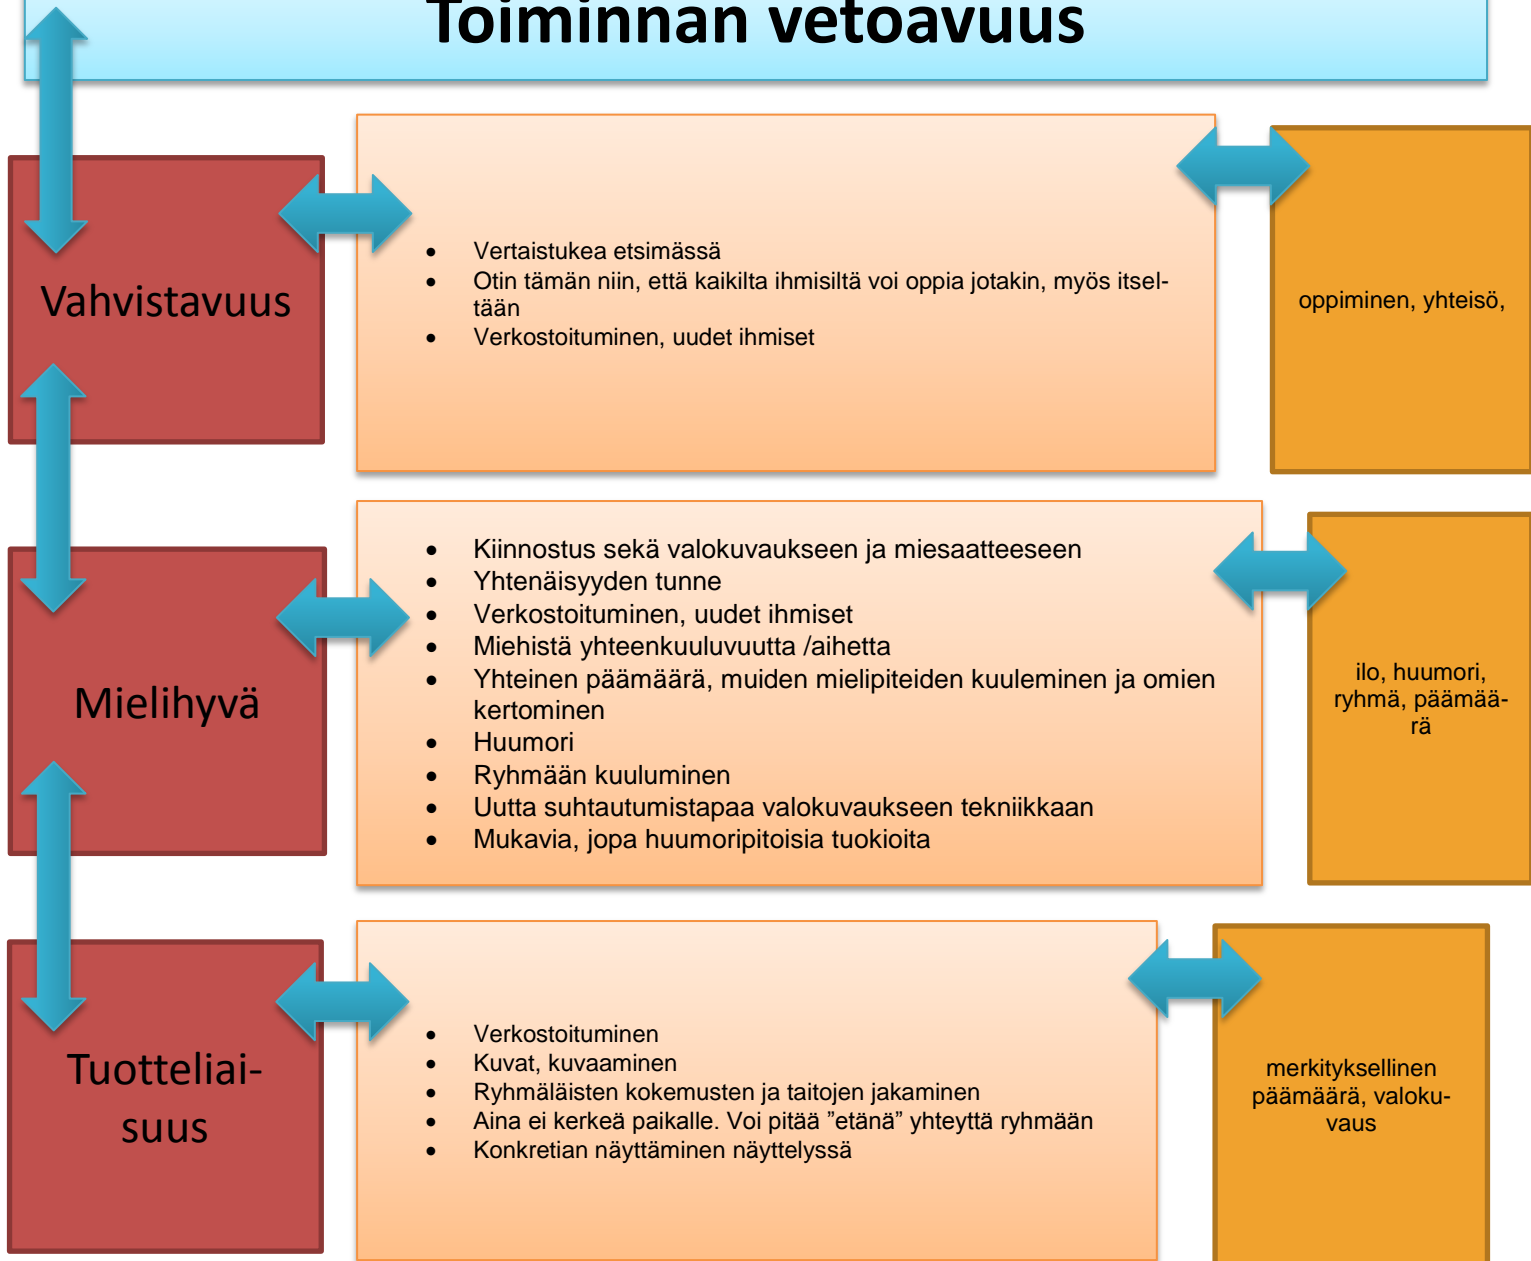 Toiminnan vetoavuus
Vahvistavuus
• Vertaistukea etsimässä
• Otin tämän niin, että kaikilta ihmisiltä voi oppia jotakin, myös itsel-
tään
• Verkostoituminen, uudet ihmiset
oppiminen, yhteisö,
Mielihyvä
• Kiinnostus sekä valokuvaukseen ja miesaatteeseen
• Yhtenäisyyden tunne
• Verkostoituminen, uudet ihmiset
• Miehistä yhteenkuuluvuutta /aihetta
• Yhteinen päämäärä, muiden mielipiteiden kuuleminen ja omien
kertominen
• Huumori
• Ryhmään kuuluminen
• Uutta suhtautumistapaa valokuvaukseen tekniikkaan
• Mukavia, jopa huumoripitoisia tuokioita
ilo, huumori,
ryhmä, päämää-
rä
Tuotteliai-
suus
• Verkostoituminen
• Kuvat, kuvaaminen
• Ryhmäläisten kokemusten ja taitojen jakaminen
• Aina ei kerkeä paikalle. Voi pitää ”etänä” yhteyttä ryhmään
• Konkretian näyttäminen näyttelyssä
merkityksellinen
päämäärä, valoku-
vaus